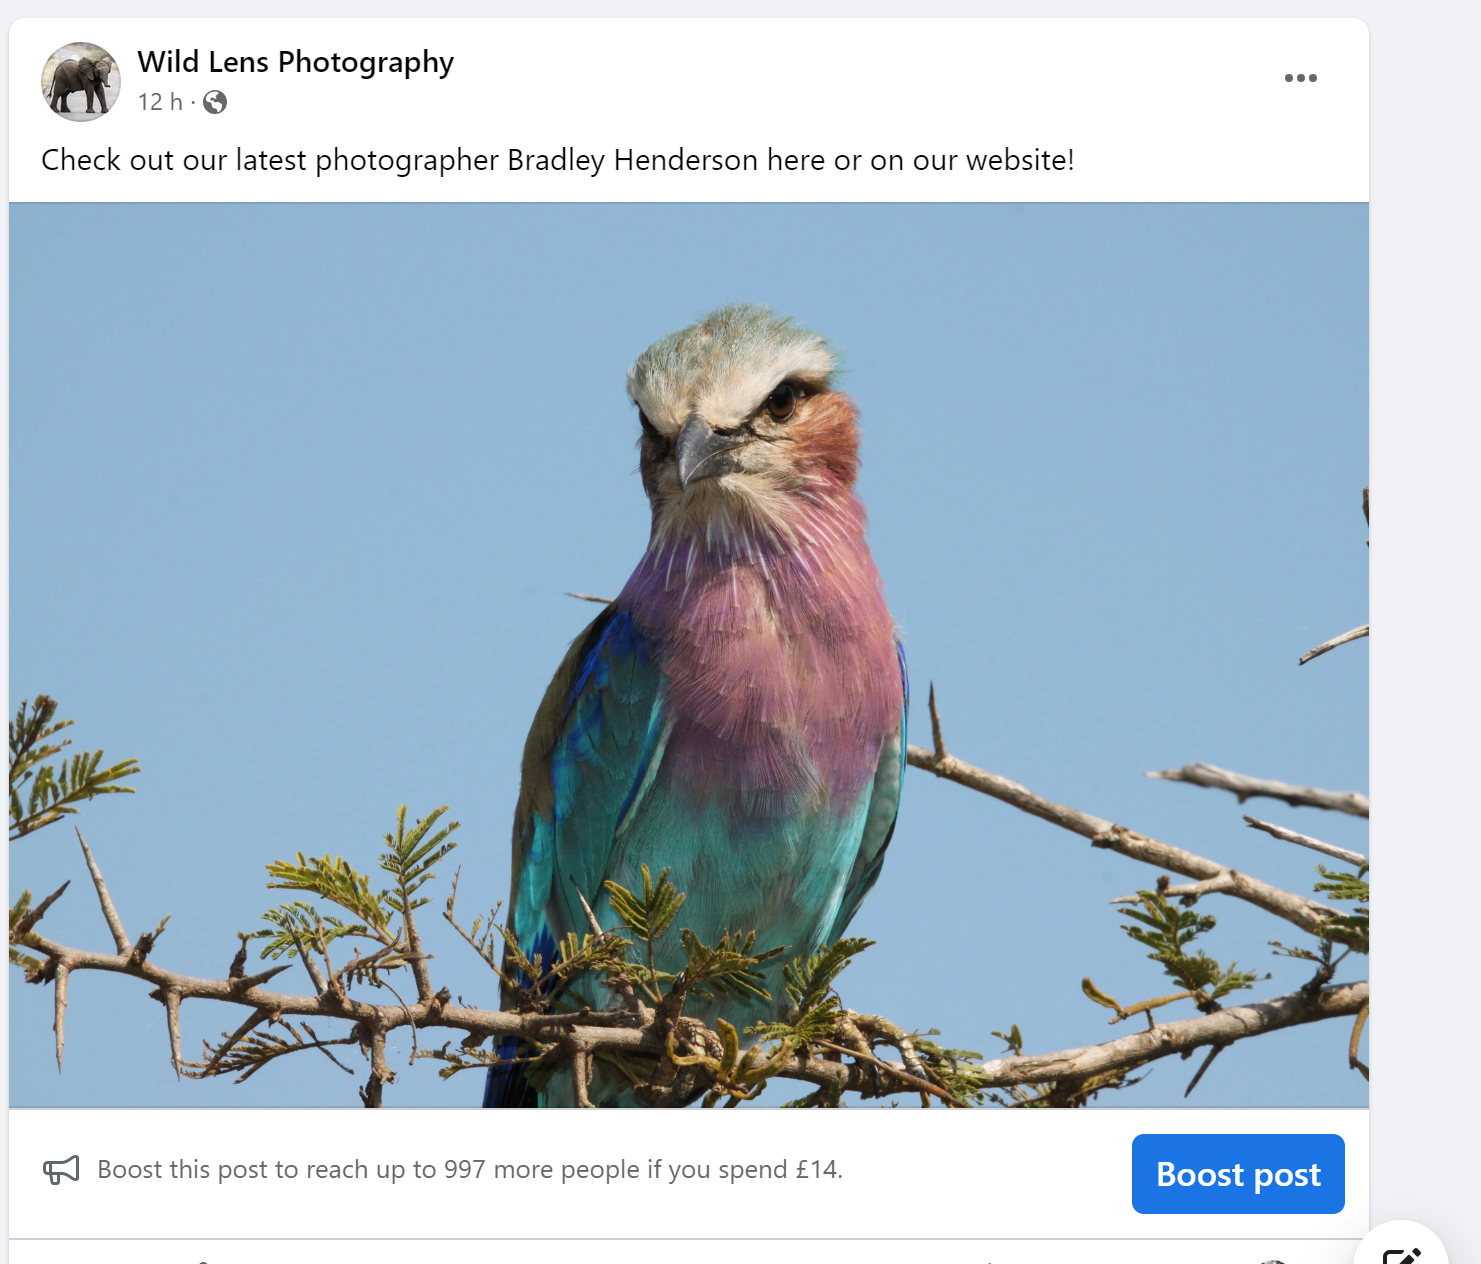 Wild Lens Photography
12 h ·
Check out our latest photographer Bradley Henderson here or on our website!
Boost this post to reach up to 997 more people if you spend £14.
Boost post